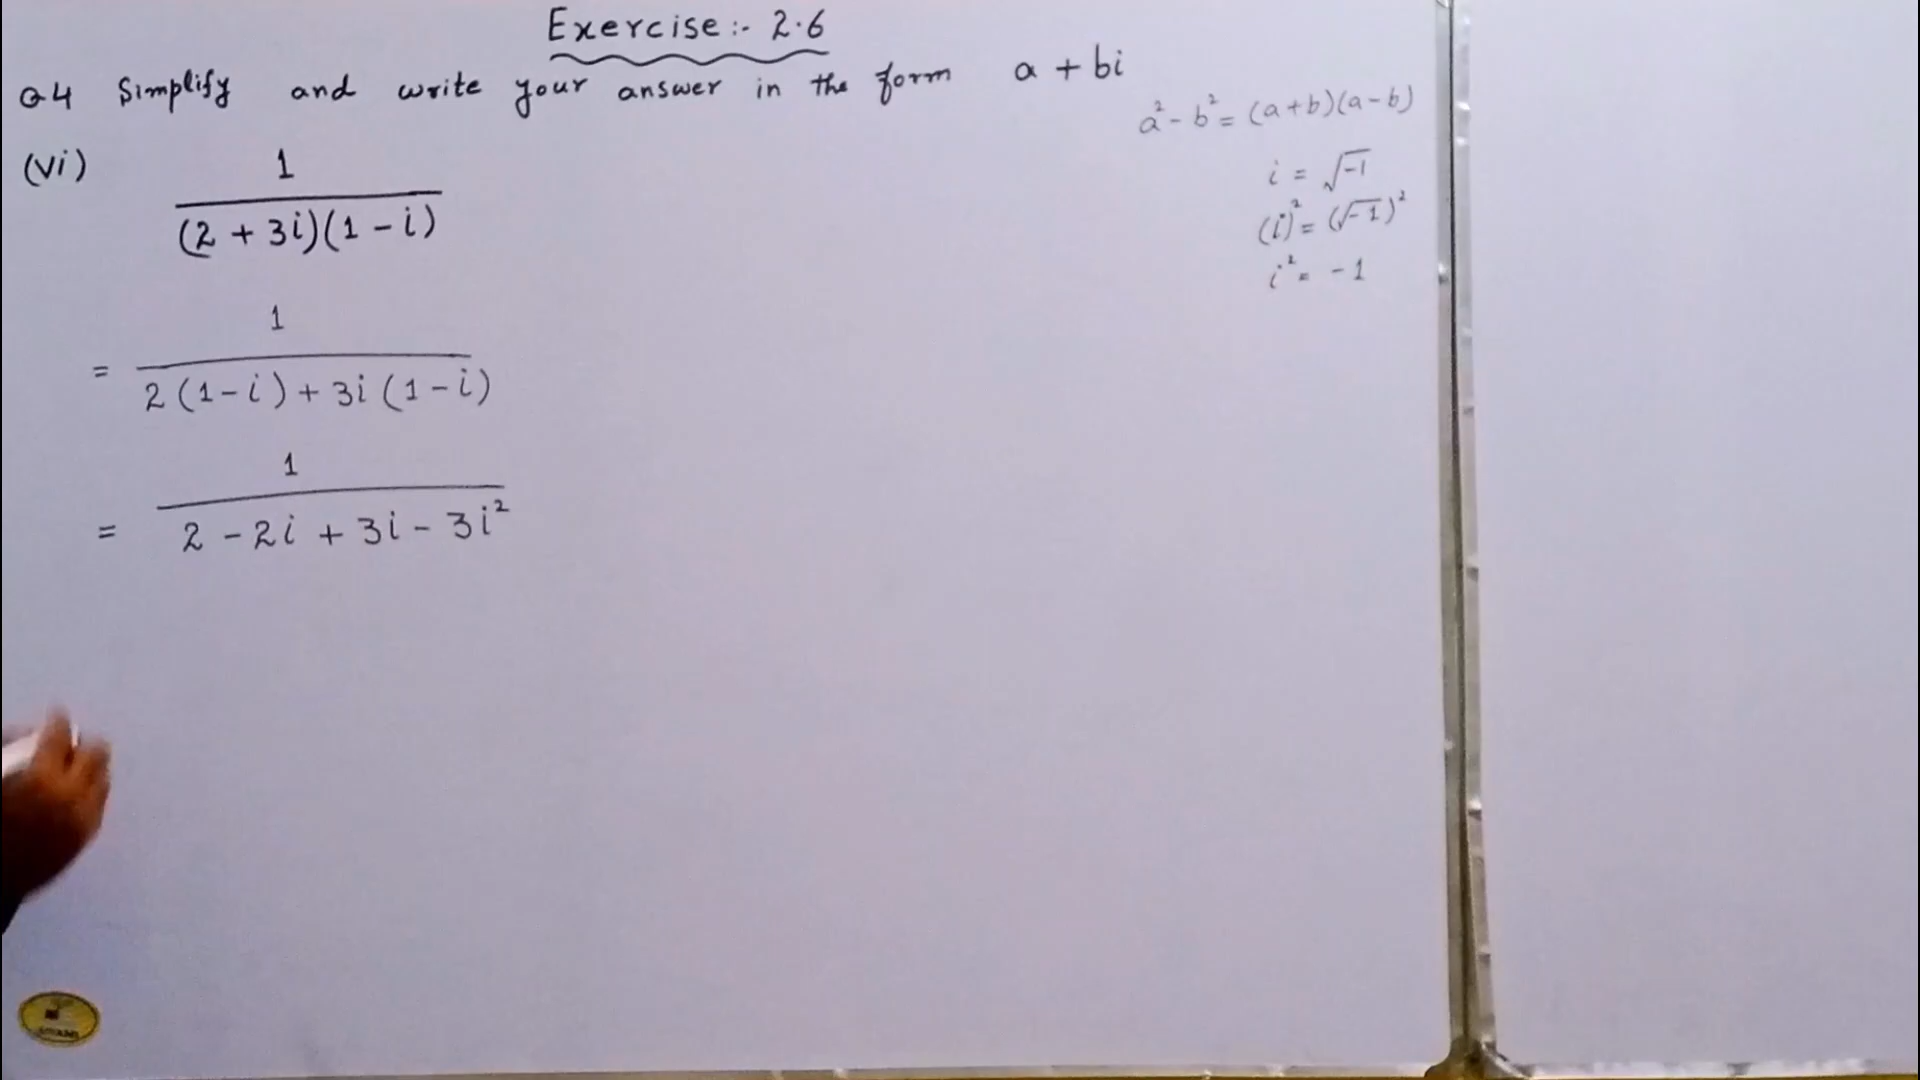 Exercise:- 2.6
Q4 Simplify and write your answer in the form a + bi
a² - b² = (a+b)(a-b)
(vi) 1
(2 + 3i)(1 - i)
i = √-1
(i)² = (√-1)²
i² = -1
1
= 2(1-i) + 3i(1-i)
1
= 2 - 2i + 3i - 3i²